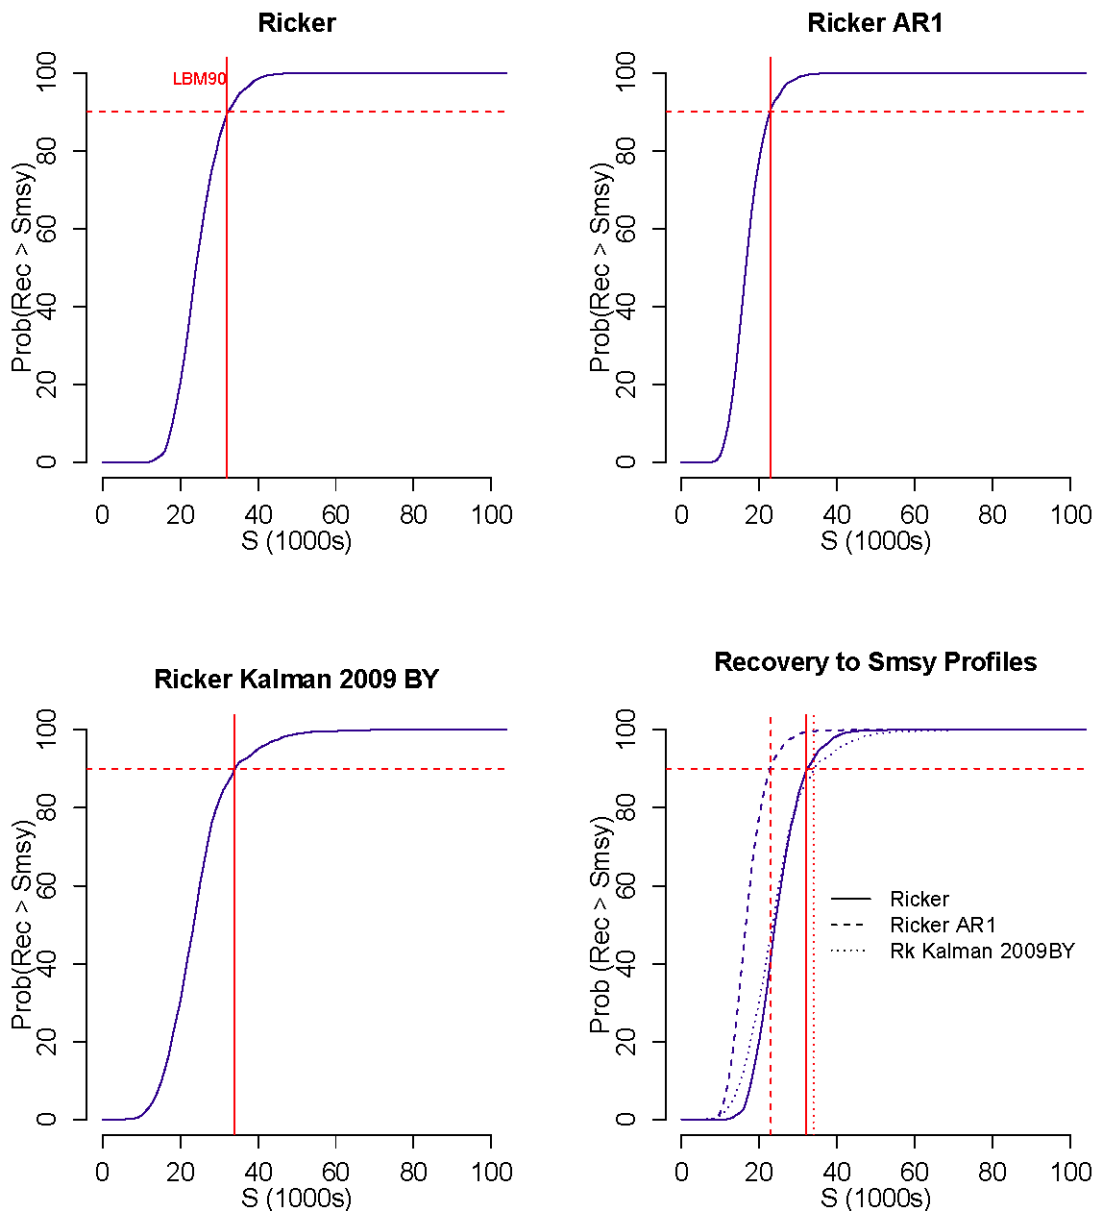 Ricker
Prob(Rec > Smsy)
100
80
60
40
20
0
LBM90
0 20 40 60 80 100
S (1000s)
Ricker AR1
Prob(Rec > Smsy)
100
80
60
40
20
0
0 20 40 60 80 100
S (1000s)
Ricker Kalman 2009 BY
Prob(Rec > Smsy)
100
80
60
40
20
0
0 20 40 60 80 100
S (1000s)
Recovery to Smsy Profiles
Prob (Rec > Smsy)
100
80
60
40
20
0
Ricker
Ricker AR1
Rk Kalman 2009BY
0 20 40 60 80 100
S (1000s)